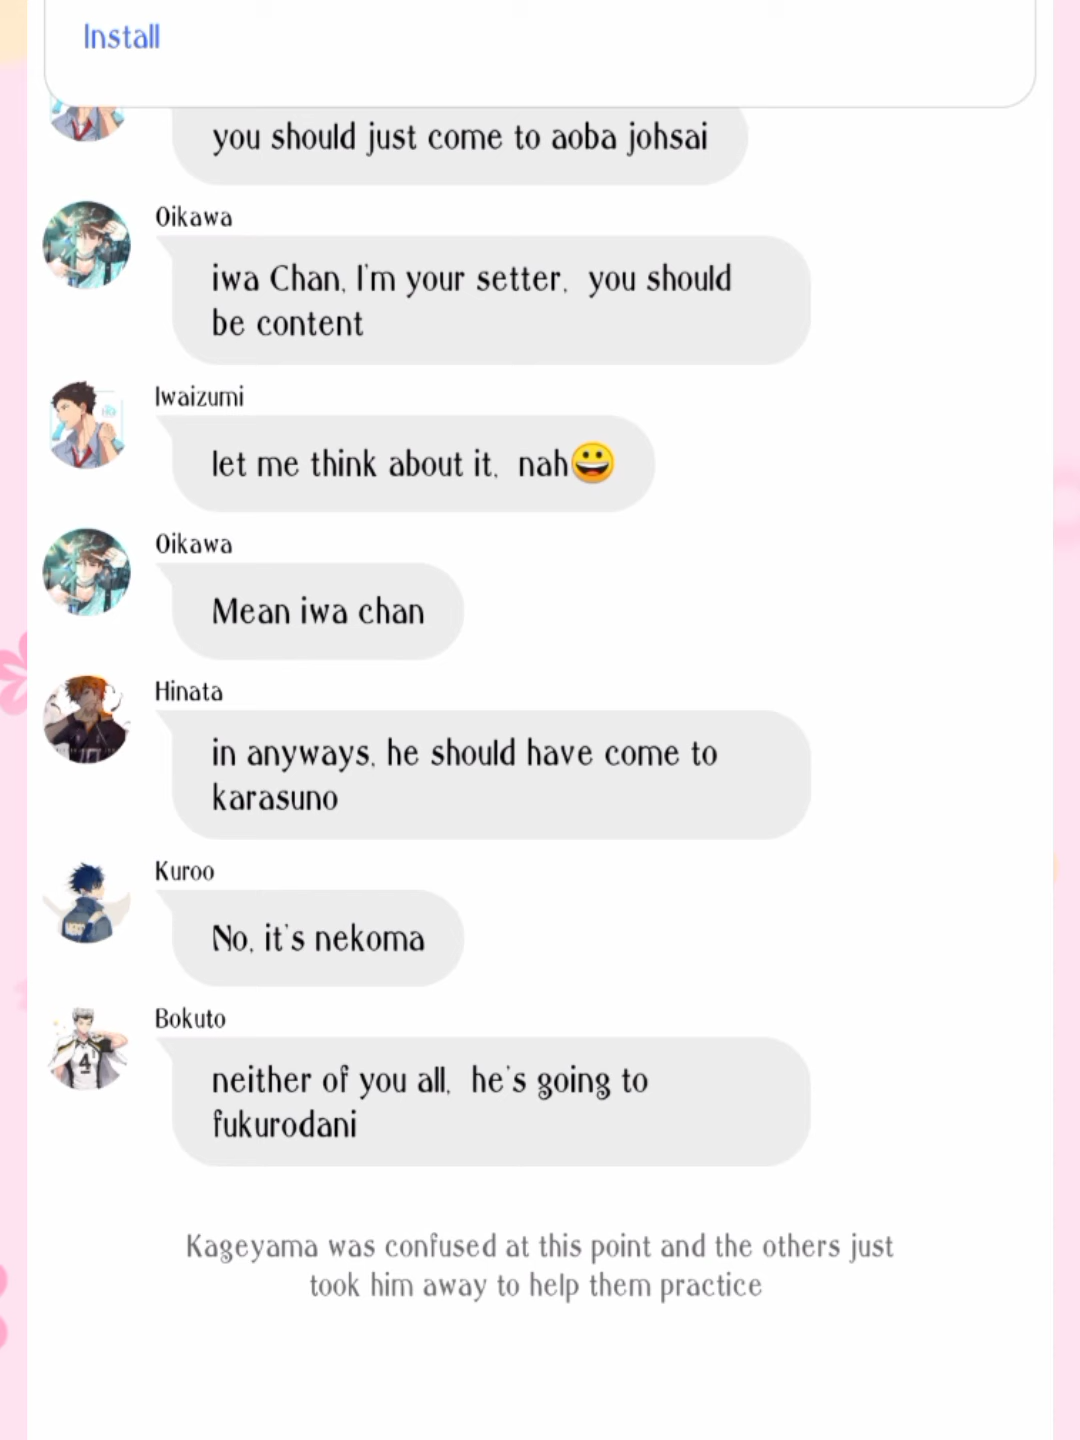 Install
you should just come to aoba johsai
Oikawa
iwa Chan, I'm your setter,  you should
be content
Iwaizumi
let me think about it,  nah😀
Oikawa
Mean iwa chan
Hinata
in anyways, he should have come to
karasuno
Kuroo
No, it's nekoma
Bokuto
neither of you all,  he's going to
fukurodani
Kageyama was confused at this point and the others just
took him away to help them practice